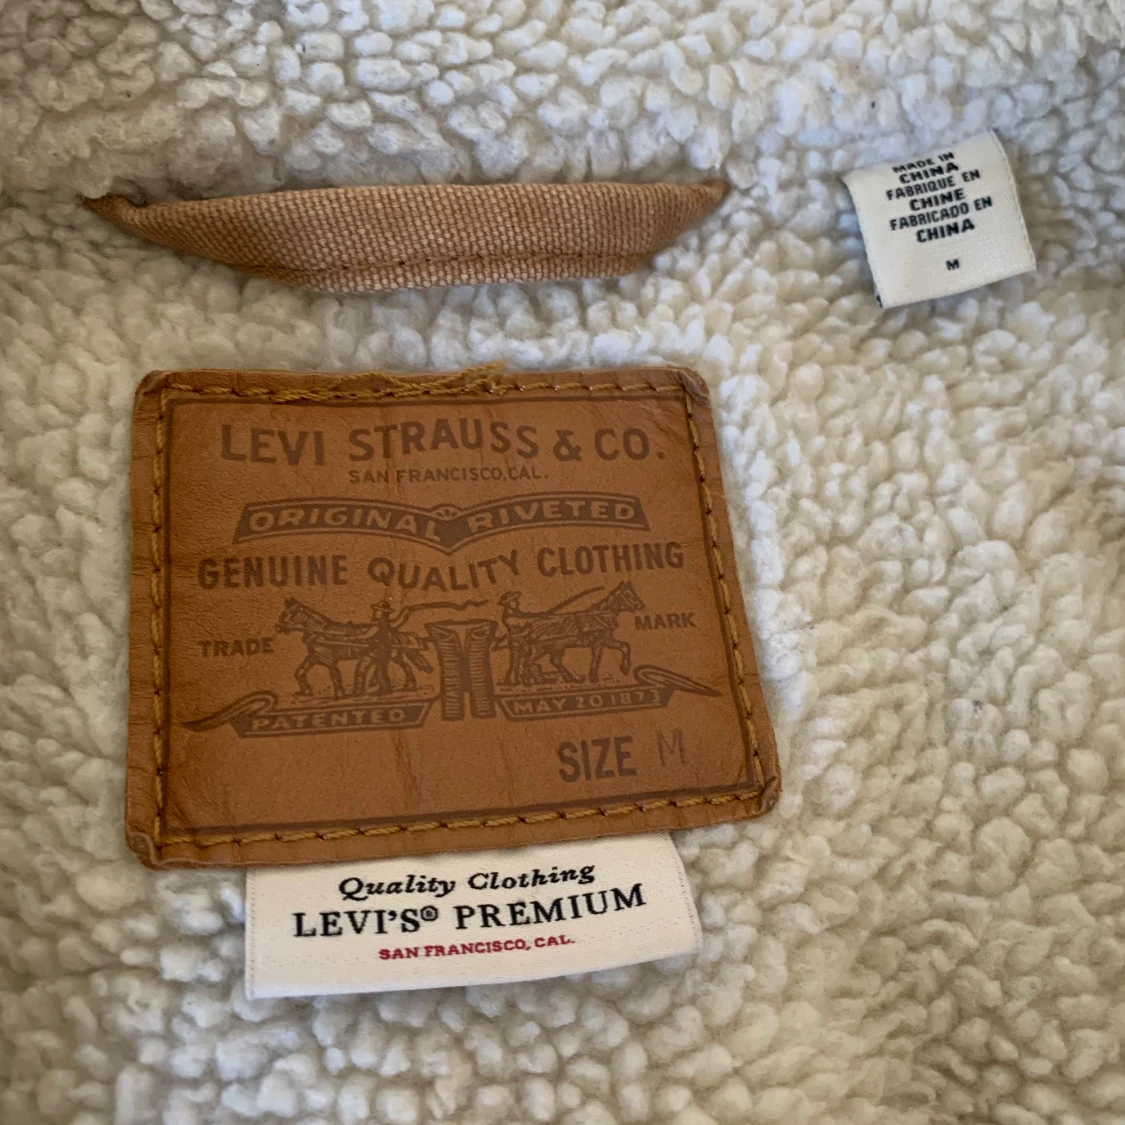 MADE IN
CHINA
FABRIQUE EN
CHINE
FABRICADO EN
CHINA
M
LEVI STRAUSS & CO.
SAN FRANCISCO, CAL.
ORIGINAL RIVETED
GENUINE QUALITY CLOTHING
TRADE MARK
PATENTED MAY 20 1873
SIZE M
Quality Clothing
LEVI'S® PREMIUM
SAN FRANCISCO, CAL.